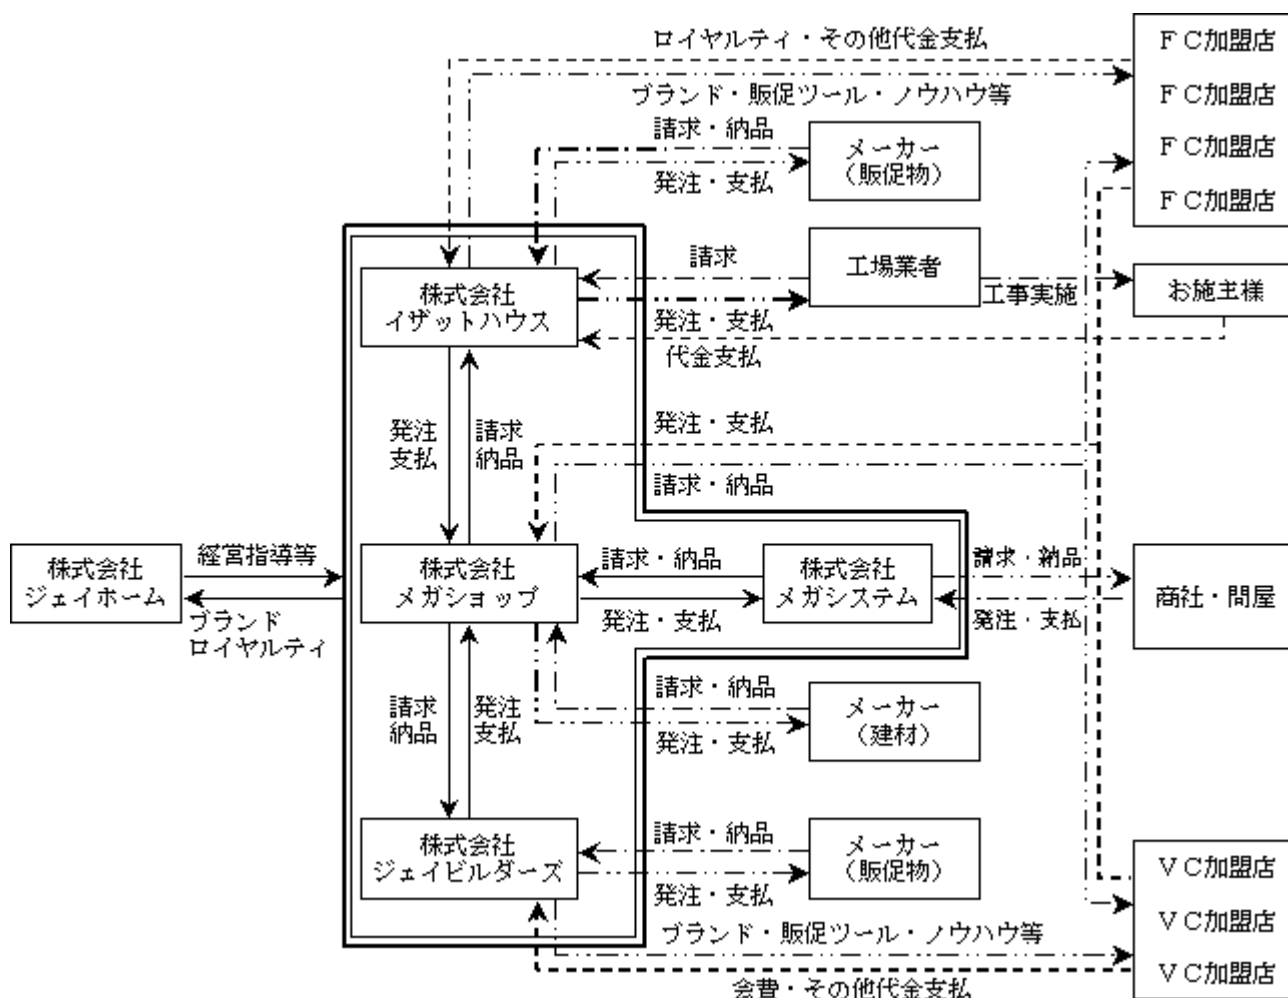 ロイヤルティ・その他代金支払
ブランド・販促ツール・ノウハウ等
ＦＣ加盟店
ＦＣ加盟店
ＦＣ加盟店
ＦＣ加盟店
請求・納品
発注・支払
メーカー
（販促物）
株式会社
イザットハウス
請求
発注・支払
代金支払
工場業者
工事実施
お施主様
発注
支払
請求
納品
発注・支払
請求・納品
株式会社
ジェイホーム
経営指導等
ブランド
ロイヤルティ
株式会社
メガショップ
請求・納品
発注・支払
株式会社
メガシステム
請求・納品
発注・支払
商社・問屋
請求
納品
発注
支払
請求・納品
発注・支払
メーカー
（建材）
株式会社
ジェイビルダーズ
請求・納品
発注・支払
メーカー
（販促物）
ブランド・販促ツール・ノウハウ等
会費・その他代金支払
ＶＣ加盟店
ＶＣ加盟店
ＶＣ加盟店